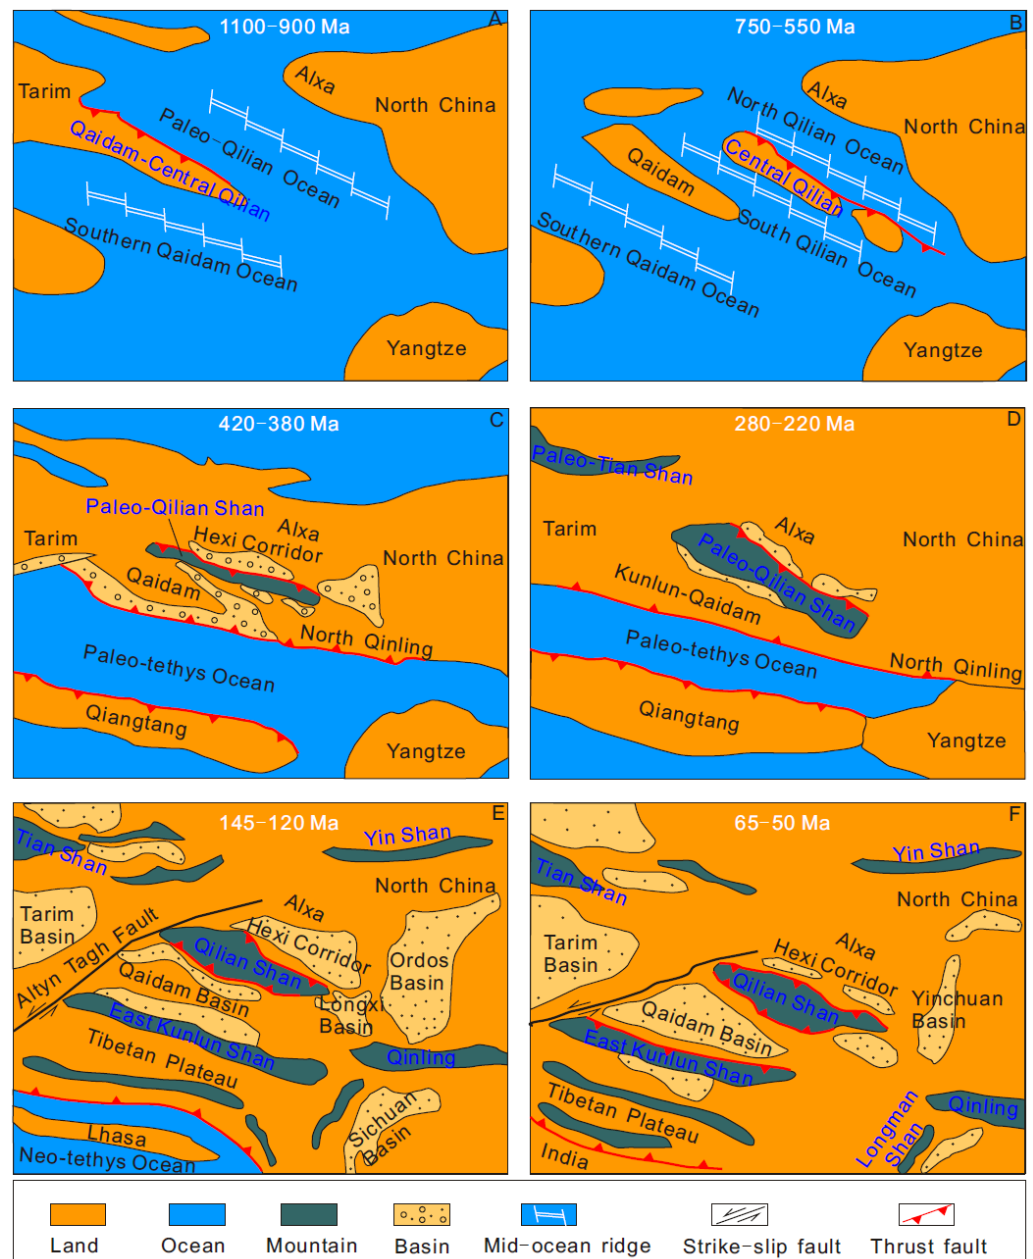 A
1100-900 Ma
Tarim
Alxa
North China
Paleo-Qilian Ocean
Qaidam-Central Qilian
Southern Qaidam Ocean
Yangtze
B
750-550 Ma
Alxa
North China
North Qilian Ocean
Central Qilian
Qaidam
South Qilian Ocean
Southern Qaidam Ocean
Yangtze
C
420-380 Ma
Paleo-Qilian Shan
Alxa
Hexi Corridor
Tarim
North China
Qaidam
North Qinling
Paleo-tethys Ocean
Qiangtang
Yangtze
D
280-220 Ma
Paleo-Tian Shan
Tarim
Alxa
North China
Paleo-Qilian Shan
Kunlun-Qaidam
Paleo-tethys Ocean
North Qinling
Qiangtang
Yangtze
E
145-120 Ma
Tian Shan
Yin Shan
North China
Alxa
Tarim
Basin
Altyn Tagh Fault
Hexi Corridor
Qilian Shan
Ordos
Basin
Qaidam Basin
Longxi
Basin
East Kunlun Shan
Qinling
Tibetan Plateau
Sichuan
Basin
Lhasa
Neo-tethys Ocean
F
65-50 Ma
Yin Shan
Tian Shan
North China
Tarim
Basin
Alxa
Hexi Corridor
Qilian Shan
Yinchuan
Basin
Qaidam Basin
East Kunlun Shan
Tibetan Plateau
Qinling
Longman
Shan
India
Land
Ocean
Mountain
Basin
Mid-ocean ridge
Strike-slip fault
Thrust fault